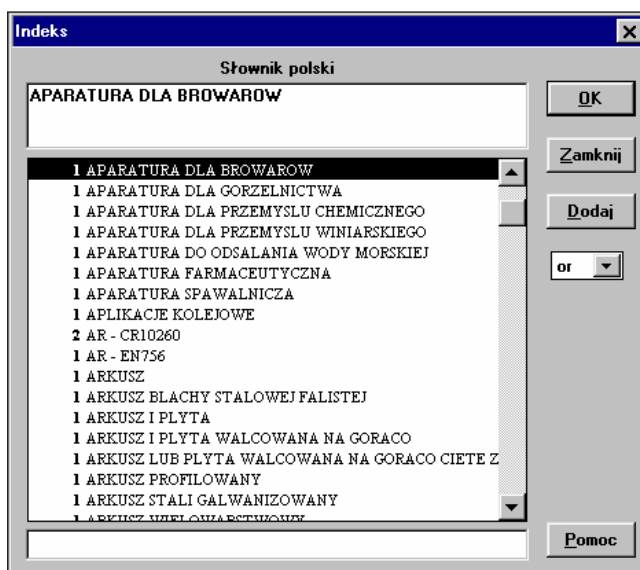 Indeks
Słownik polski
APARATURA DLA BROWAROW
OK
Zamknij
Dodaj
or
1 APARATURA DLA BROWAROW
1 APARATURA DLA GORZELNICTWA
1 APARATURA DLA PRZEMYSLU CHEMICZNEGO
1 APARATURA DLA PRZEMYSLU WINIARSKIEGO
1 APARATURA DO ODSALANIA WODY MORSKIEJ
1 APARATURA FARMACEUTYCZNA
1 APARATURA SPAWALNICZA
1 APLIKACJE KOLEJOWE
2 AR - CR10260
1 AR - EN756
1 ARKUSZ
1 ARKUSZ BLACHY STALOWEJ FALISTEJ
1 ARKUSZ I PLYTA
1 ARKUSZ I PLYTA WALCOWANA NA GORACO
1 ARKUSZ LUB PLYTA WALCOWANA NA GORACO CIETE Z
1 ARKUSZ PROFILOWANY
1 ARKUSZ STALI GALWANIZOWANY
1 ARKUSZ WIELOWARSTWOWY
Pomoc